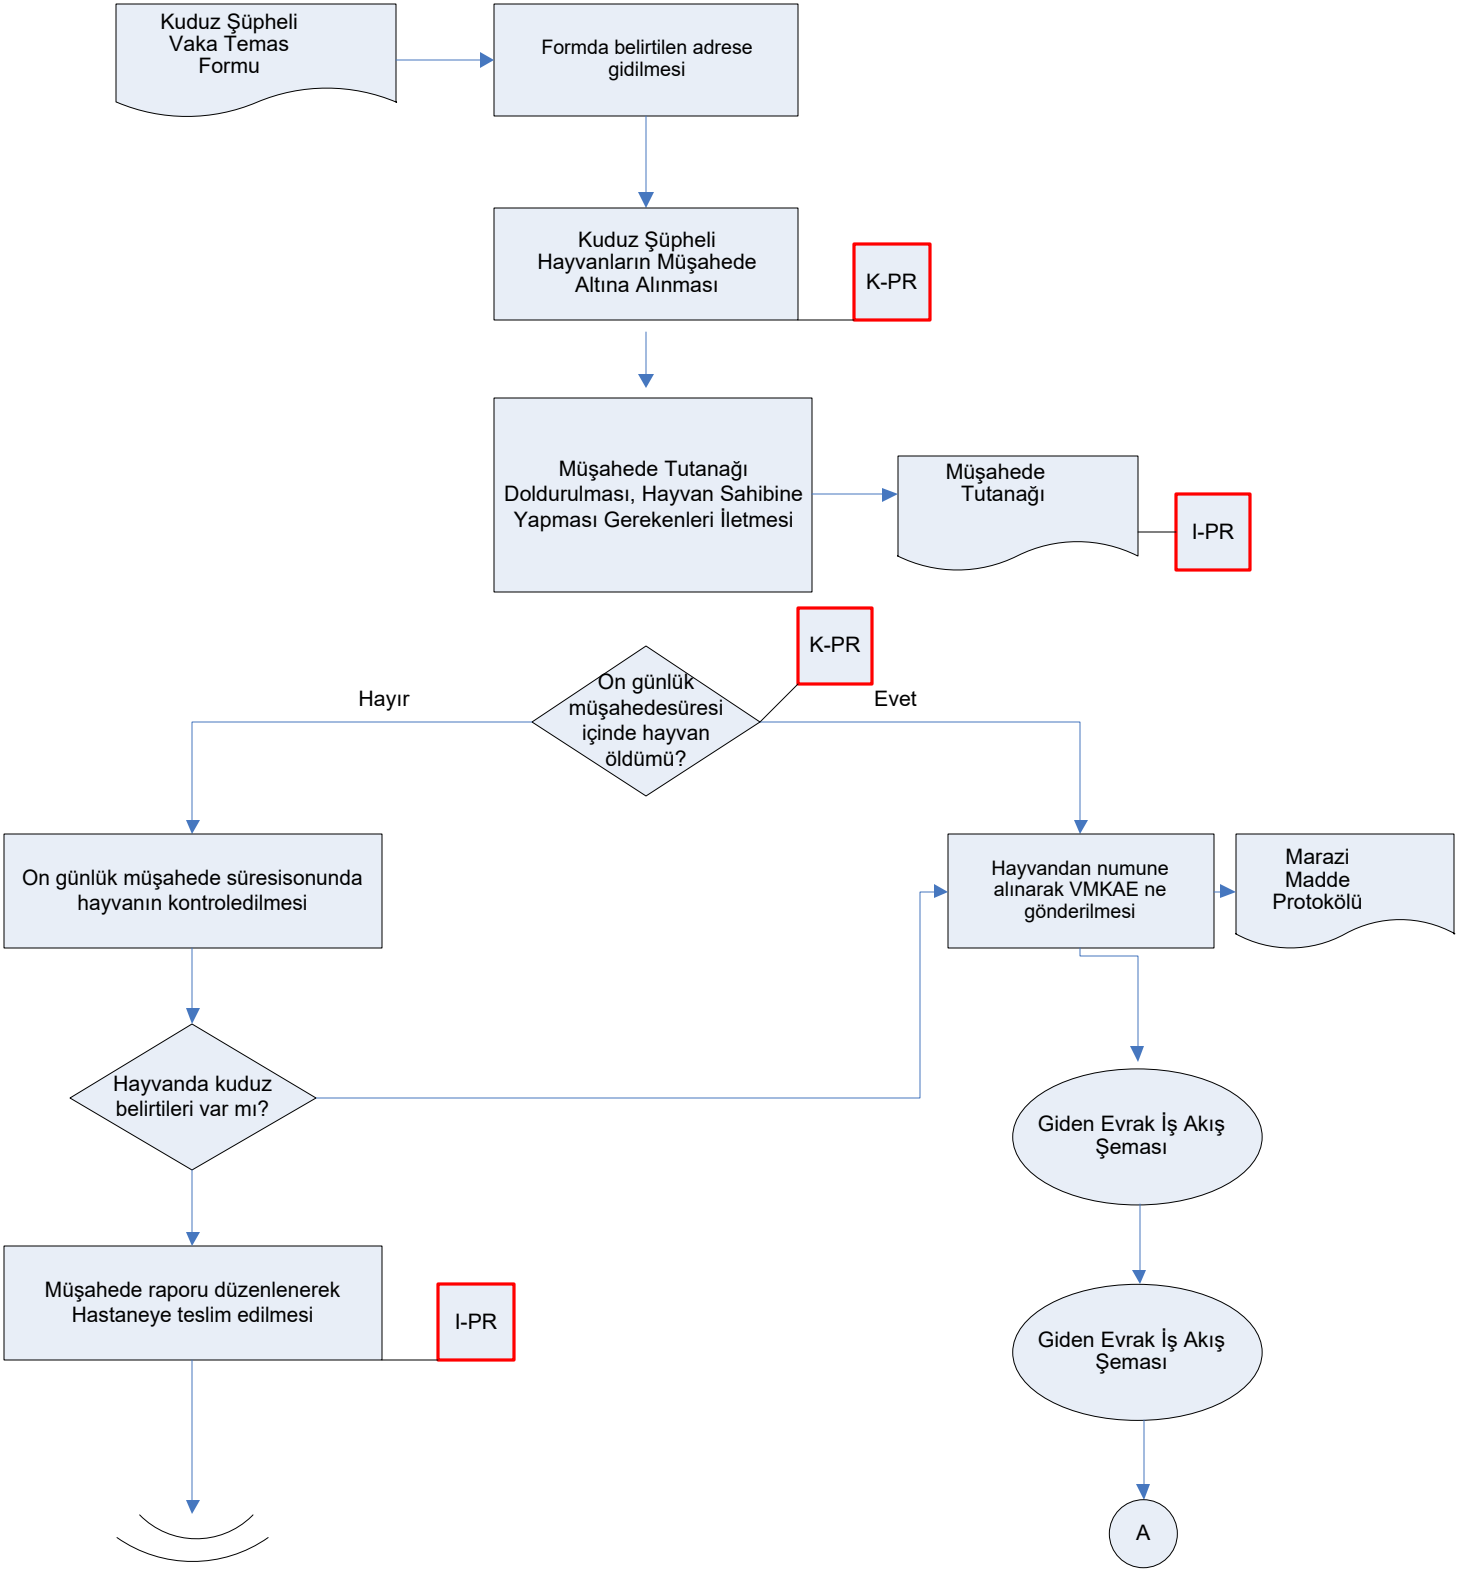 Kuduz Şüpheli
Vaka Temas
Formu
Formda belirtilen adrese
gidilmesi
Kuduz Şüpheli
Hayvanların Müşahede
Altına Alınması
K-PR
Müşahede Tutanağı
Doldurulması, Hayvan Sahibine
Yapması Gerekenleri İletmesi
Müşahede
Tutanağı
I-PR
K-PR
Hayır
On günlük
müşahedesüresi
içinde hayvan
öldümü?
Evet
On günlük müşahede süresisonunda
hayvanın kontroledilmesi
Hayvandan numune
alınarak VMKAE ne
gönderilmesi
Marazi
Madde
Protokölü
Hayvanda kuduz
belirtileri var mı?
Giden Evrak İş Akış
Şeması
Müşahede raporu düzenlenerek
Hastaneye teslim edilmesi
I-PR
Giden Evrak İş Akış
Şeması
A